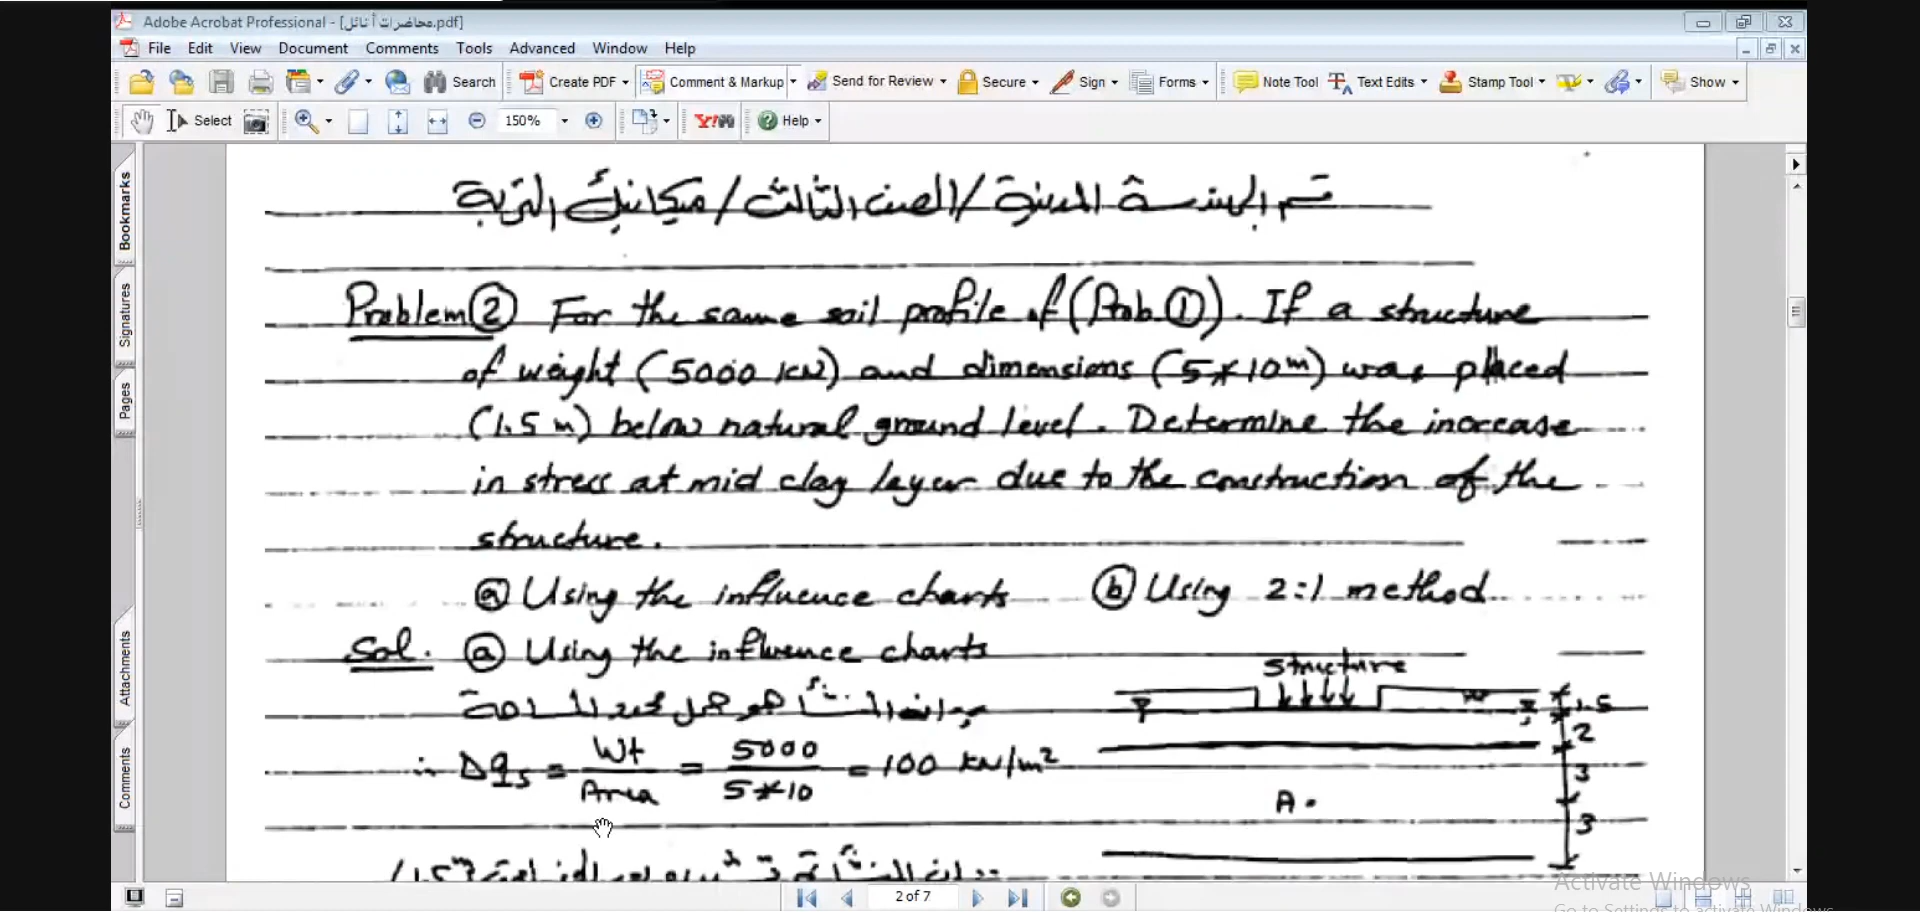 Adobe Acrobat Professional - [محاضرات أ نائل.pdf]
File Edit View Document Comments Tools Advanced Window Help
Search Create PDF Comment & Markup Send for Review Secure Sign Forms Note Tool Text Edits Stamp Tool Show
Select 150% Y! Help
Bookmarks
Signatures
Pages
Attachments
Comments
قسم الهندسة المدنية / الصف الثالث / ميكانيك التربة
Problem ② For the same soil profile of (Prob ①). If a structure
of weight (5000 kN) and dimensions (5*10m) was placed
(1.5 m) below natural ground level. Determine the increase
in stress at mid clay layer due to the construction of the
structure.
ⓐ Using the influence charts ⓑ Using 2:1 method
Sol. ⓐ Using the influence charts
Structure
1.5
∴ Δqs = Wt / Area = 5000 / 5*10 = 100 kN/m²
2
3
A .
3
2 of 7
Activate Windows
Go to Settings to activate Windows.